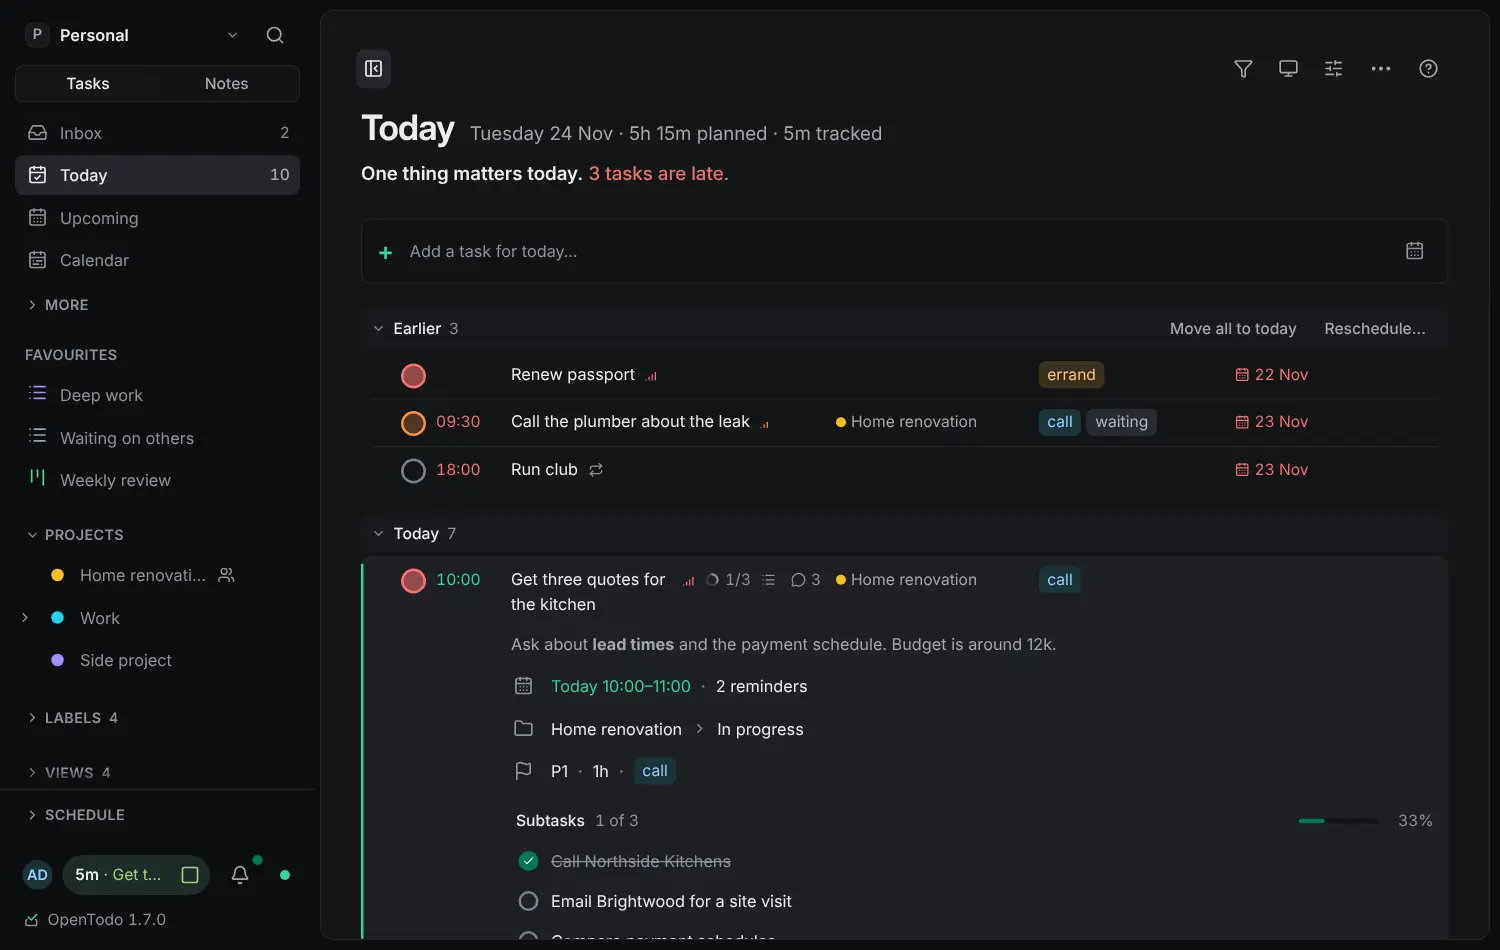 P Personal
Tasks Notes
Inbox 2
Today 10
Upcoming
Calendar
MORE
FAVOURITES
Deep work
Waiting on others
Weekly review
PROJECTS
Home renovati...
Work
Side project
LABELS 4
VIEWS 4
SCHEDULE
AD 5m · Get t...
OpenTodo 1.7.0
Today Tuesday 24 Nov · 5h 15m planned · 5m tracked
One thing matters today. 3 tasks are late.
+ Add a task for today...
Earlier 3 Move all to today Reschedule...
Renew passport errand 22 Nov
09:30 Call the plumber about the leak Home renovation call waiting 23 Nov
18:00 Run club 23 Nov
Today 7
10:00 Get three quotes for 1/3 3 Home renovation call
the kitchen
Ask about lead times and the payment schedule. Budget is around 12k.
Today 10:00–11:00 · 2 reminders
Home renovation > In progress
P1 · 1h · call
Subtasks 1 of 3 33%
Call Northside Kitchens
Email Brightwood for a site visit
Compare payment schedules